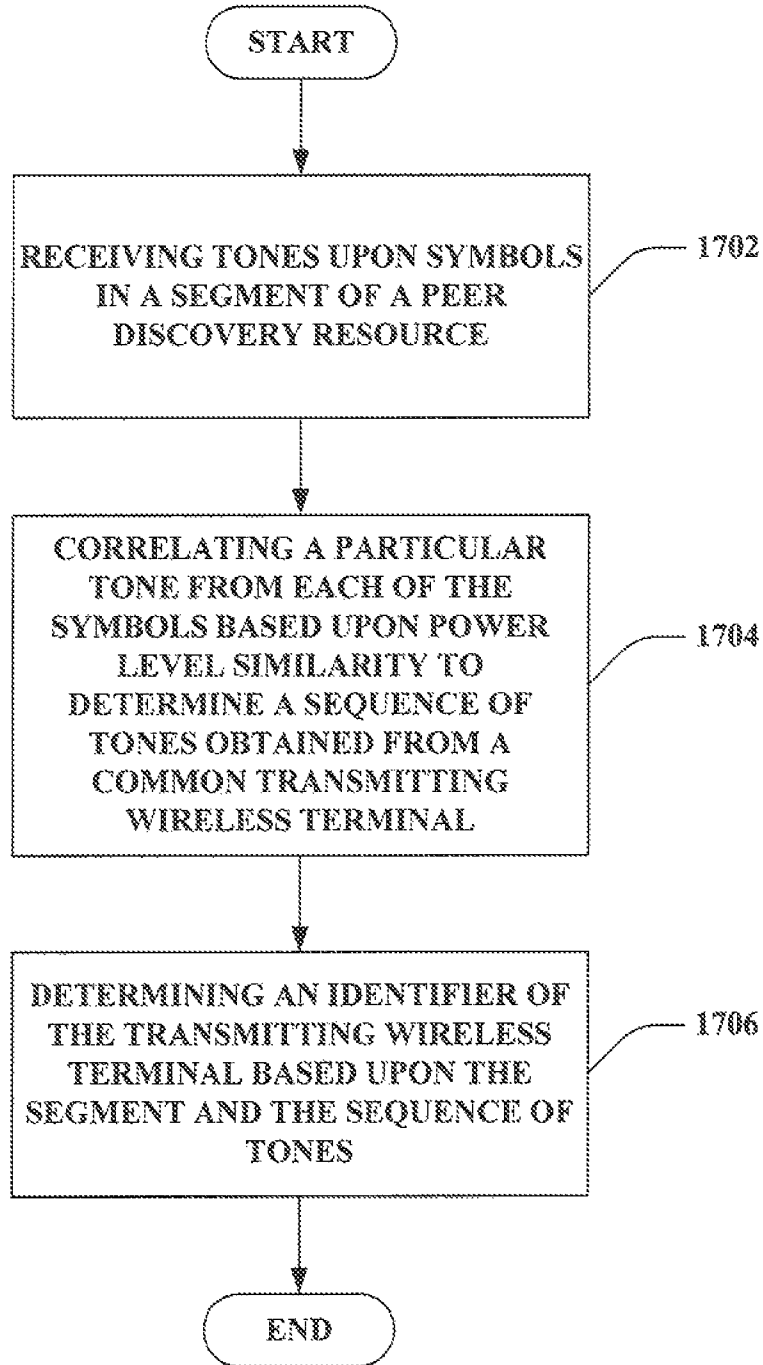 START
RECEIVING TONES UPON SYMBOLS
IN A SEGMENT OF A PEER
DISCOVERY RESOURCE
1702
CORRELATING A PARTICULAR
TONE FROM EACH OF THE
SYMBOLS BASED UPON POWER
LEVEL SIMILARITY TO
DETERMINE A SEQUENCE OF
TONES OBTAINED FROM A
COMMON TRANSMITTING
WIRELESS TERMINAL
1704
DETERMINING AN IDENTIFIER OF
THE TRANSMITTING WIRELESS
TERMINAL BASED UPON THE
SEGMENT AND THE SEQUENCE OF
TONES
1706
END